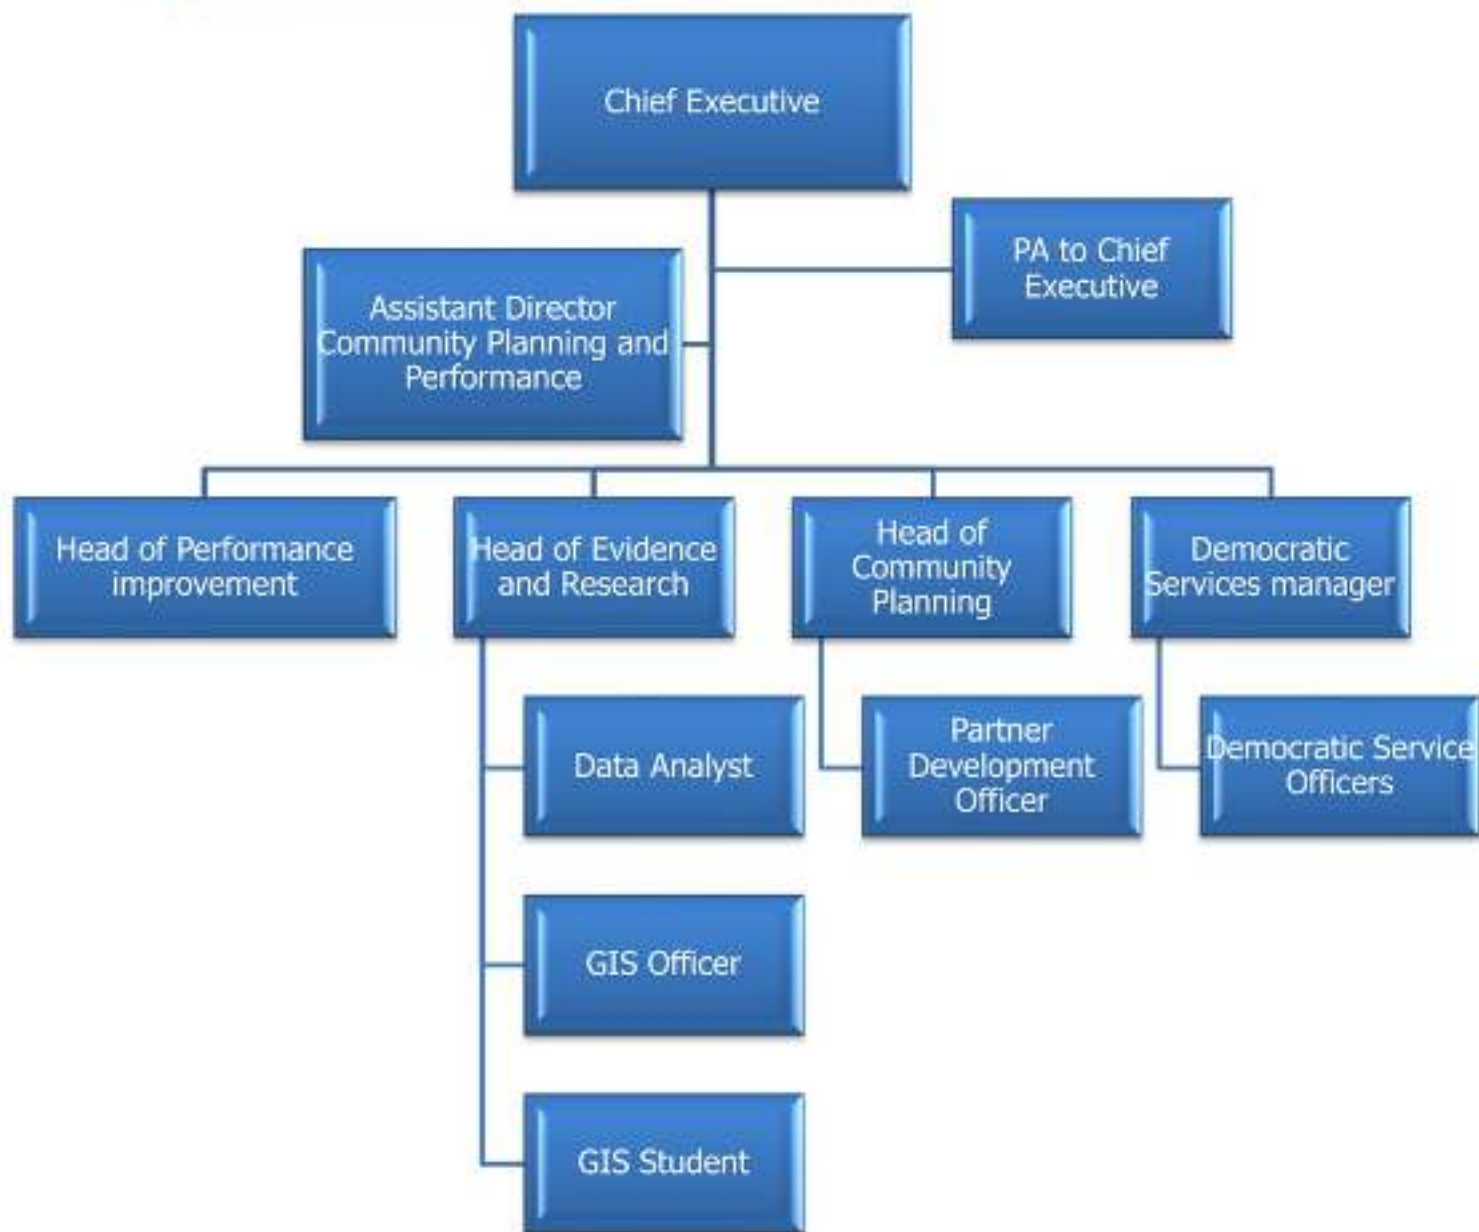 Chief Executive
PA to Chief
Executive
Assistant Director
Community Planning and
Performance
Head of Performance
improvement
Head of Evidence
and Research
Head of
Community
Planning
Democratic
Services manager
Data Analyst
Partner
Development
Officer
Democratic Service
Officers
GIS Officer
GIS Student